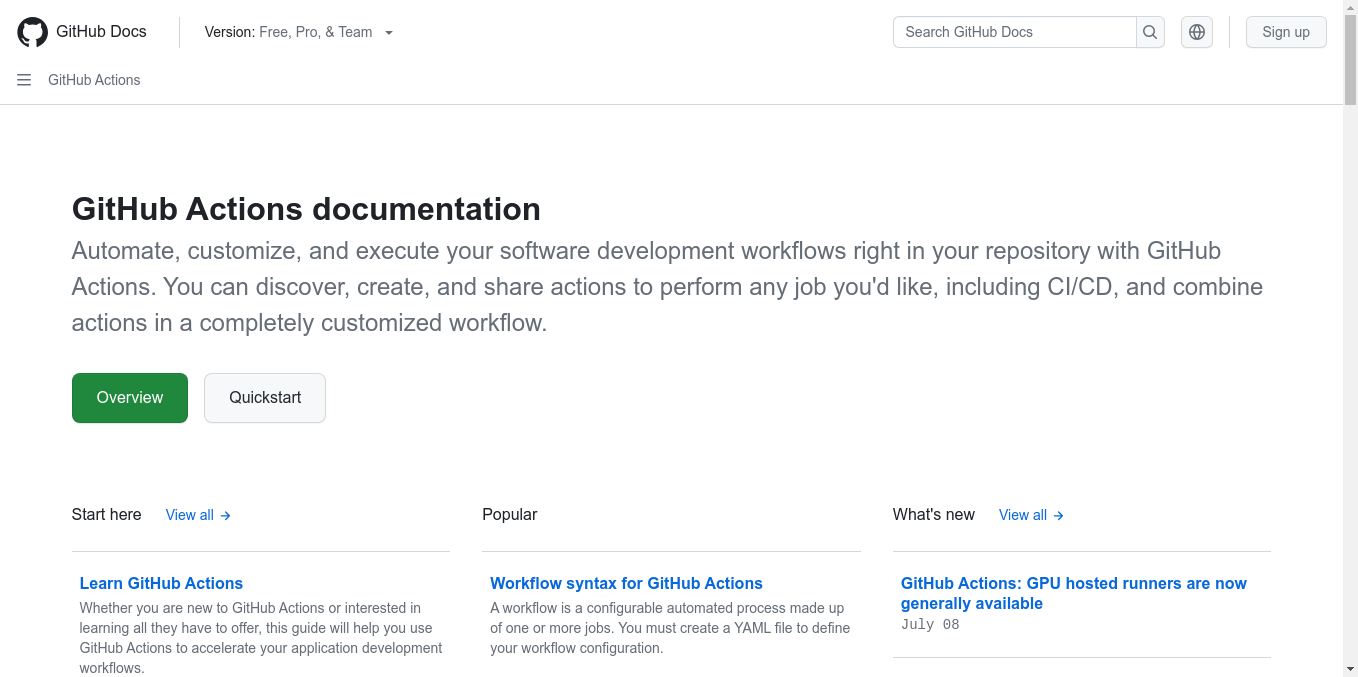 GitHub Docs
Version: Free, Pro, & Team
Search GitHub Docs
Sign up
GitHub Actions
GitHub Actions documentation
Automate, customize, and execute your software development workflows right in your repository with GitHub
Actions. You can discover, create, and share actions to perform any job you'd like, including CI/CD, and combine
actions in a completely customized workflow.
Overview
Quickstart
Start here
View all →
Learn GitHub Actions
Whether you are new to GitHub Actions or interested in
learning all they have to offer, this guide will help you use
GitHub Actions to accelerate your application development
workflows.
Popular
Workflow syntax for GitHub Actions
A workflow is a configurable automated process made up
of one or more jobs. You must create a YAML file to define
your workflow configuration.
What's new
View all →
GitHub Actions: GPU hosted runners are now
generally available
July 08